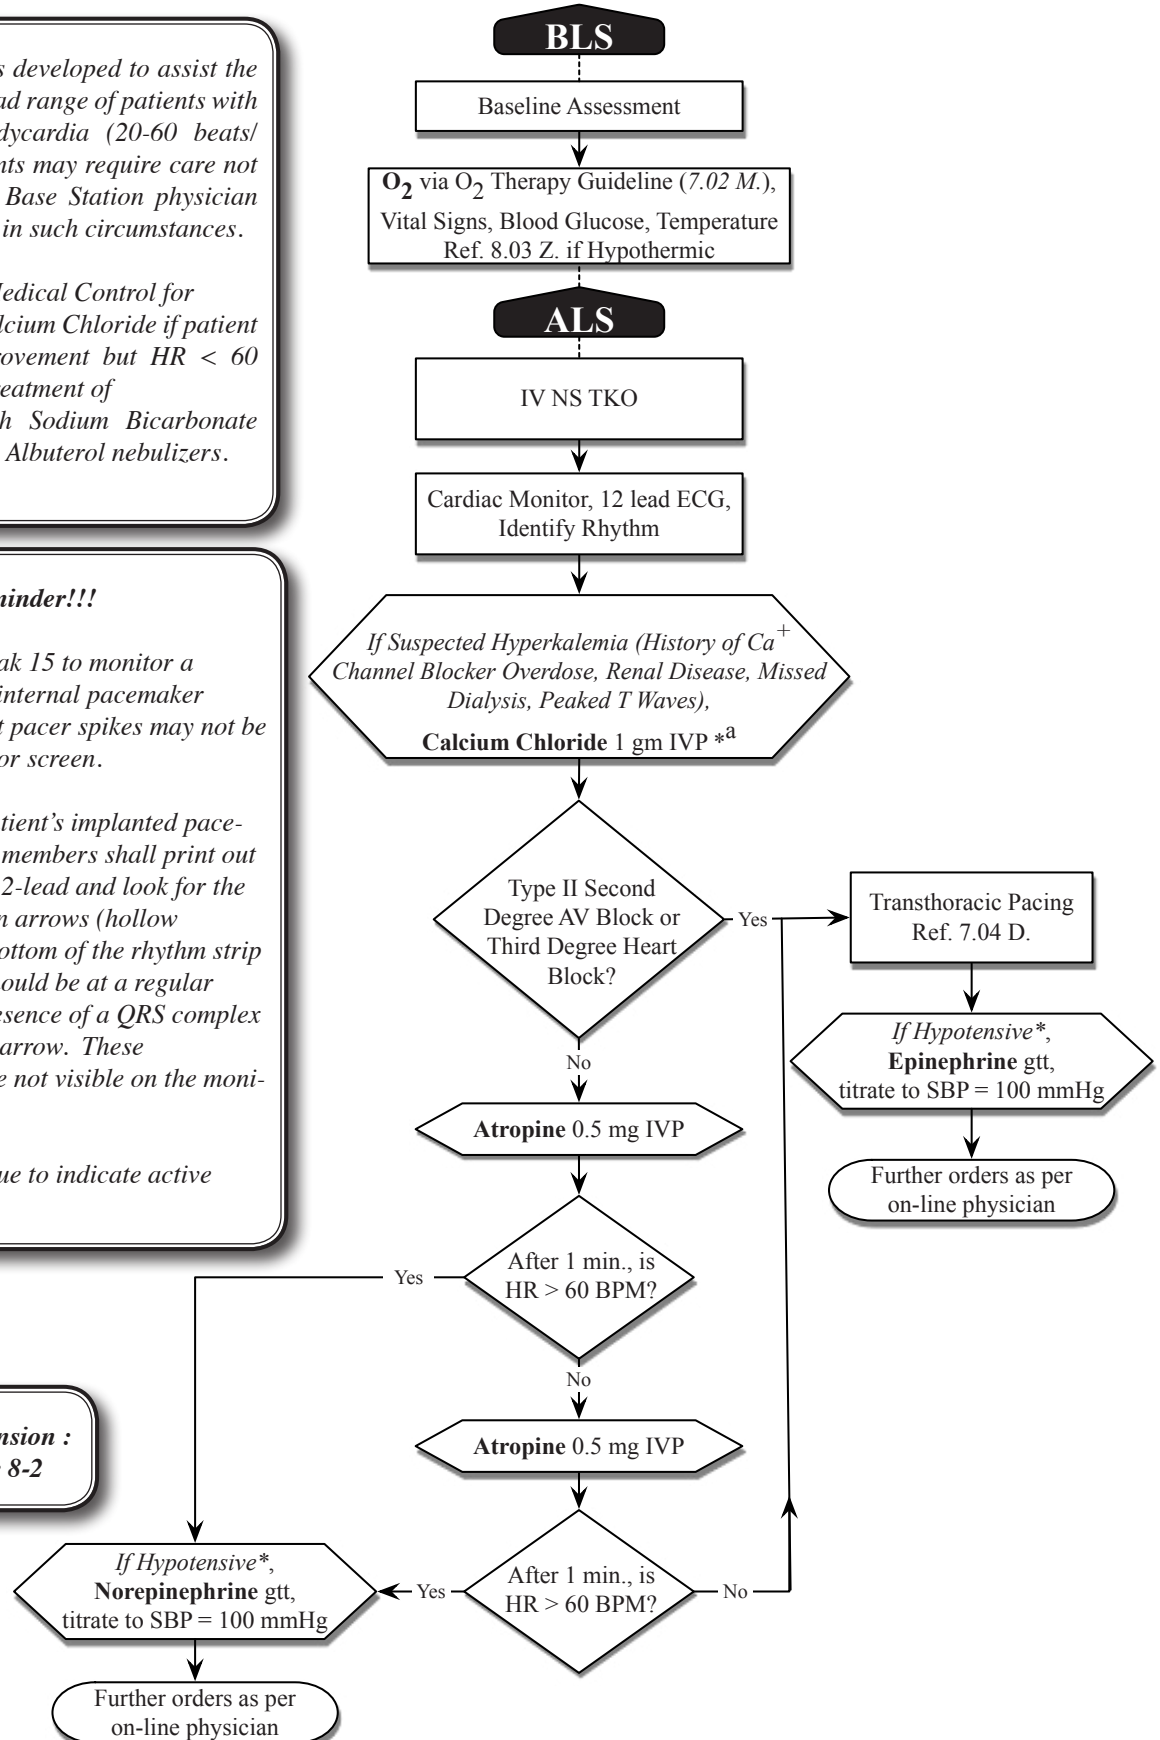 s developed to assist the
ad range of patients with
dycardia (20-60 beats/
nts may require care not
Base Station physician
in such circumstances.
Medical Control for
lcium Chloride if patient
rovement but HR < 60
reatment of
h Sodium Bicarbonate
Albuterol nebulizers.
minder!!!
ak 15 to monitor a
internal pacemaker
t pacer spikes may not be
or screen.
tient's implanted pace-
members shall print out
2-lead and look for the
n arrows (hollow
ottom of the rhythm strip
hould be at a regular
esence of a QRS complex
arrow. These
e not visible on the moni-
ue to indicate active
nsion :
8-2
BLS
Baseline Assessment
O2 via O2 Therapy Guideline (7.02 M.),
Vital Signs, Blood Glucose, Temperature
Ref. 8.03 Z. if Hypothermic
ALS
IV NS TKO
Cardiac Monitor, 12 lead ECG,
Identify Rhythm
If Suspected Hyperkalemia (History of Ca+
Channel Blocker Overdose, Renal Disease, Missed
Dialysis, Peaked T Waves),
Calcium Chloride 1 gm IVP *a
Type II Second
Degree AV Block or
Third Degree Heart
Block?
Yes
Transthoracic Pacing
Ref. 7.04 D.
If Hypotensive*,
Epinephrine gtt,
titrate to SBP = 100 mmHg
Further orders as per
on-line physician
No
Atropine 0.5 mg IVP
After 1 min., is
HR > 60 BPM?
Yes
No
Atropine 0.5 mg IVP
After 1 min., is
HR > 60 BPM?
Yes
No
If Hypotensive*,
Norepinephrine gtt,
titrate to SBP = 100 mmHg
Further orders as per
on-line physician